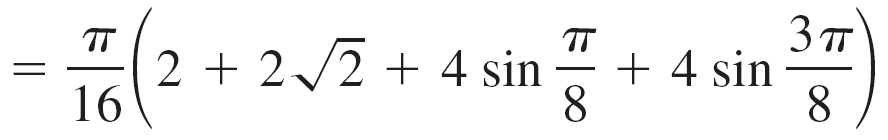 = π/16 (2 + 2√2 + 4 sin π/8 + 4 sin 3π/8)